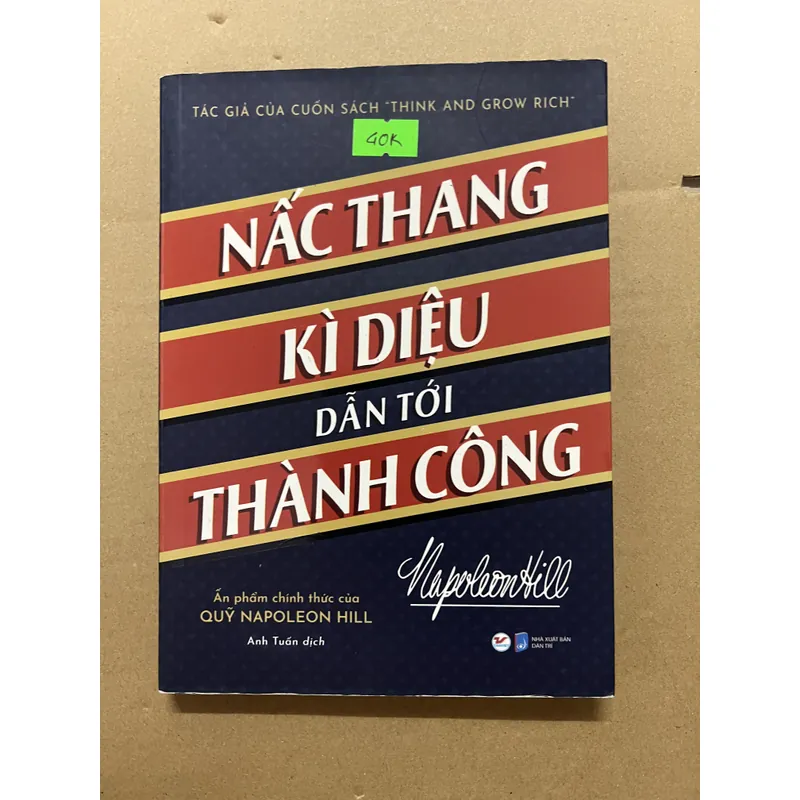 TÁC GIẢ CỦA CUỐN SÁCH "THINK AND GROW RICH"
40K
NẤC THANG
KÌ DIỆU
DẪN TỚI
THÀNH CÔNG
Napoleon Hill
Ấn phẩm chính thức của
QUỸ NAPOLEON HILL
Anh Tuấn dịch
NHÀ XUẤT BẢN
DÂN TRÍ